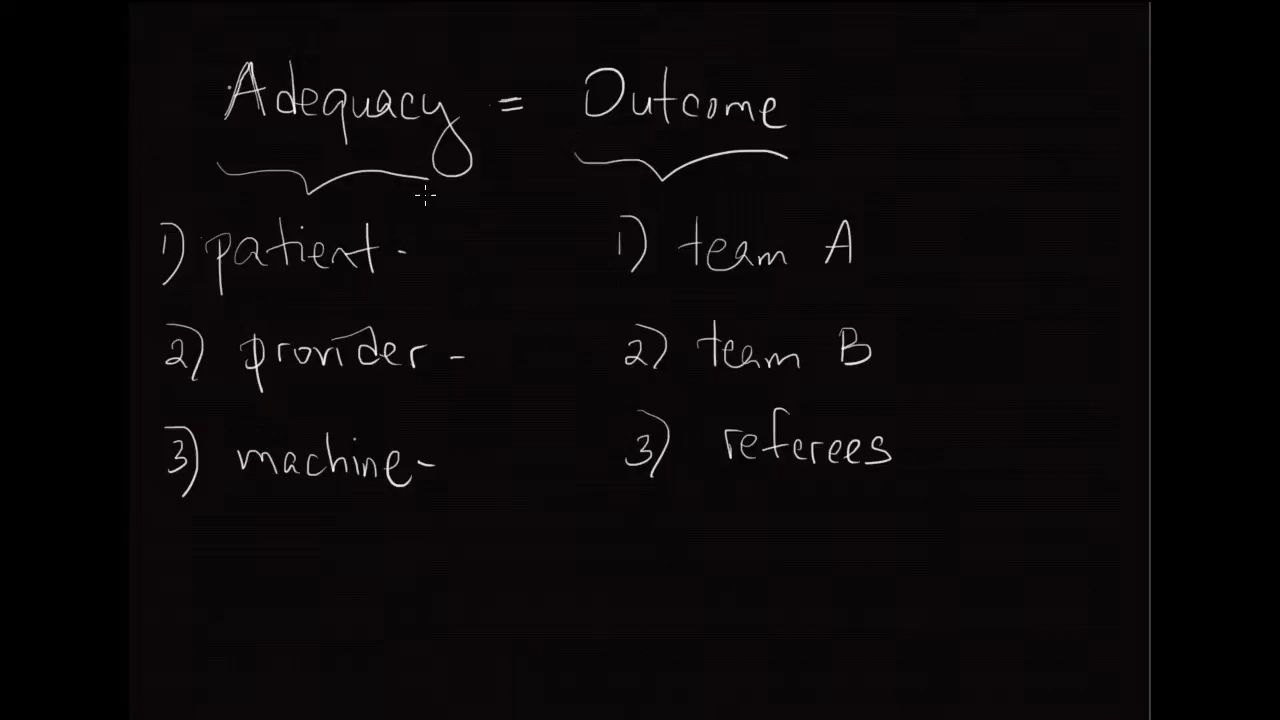 Adequacy = Outcome
1) patient - 1) team A
2) provider - 2) team B
3) machine - 3) referees